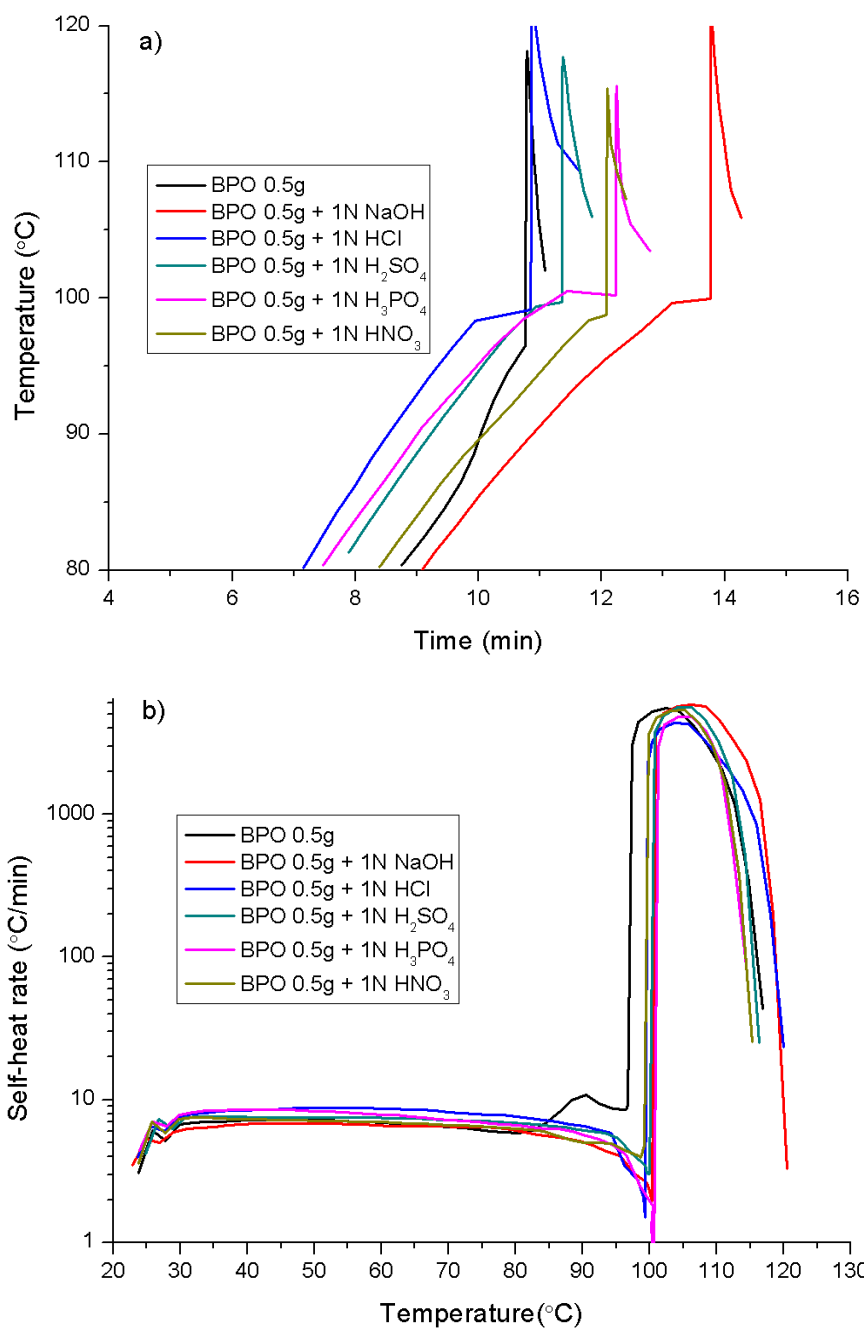 a)
120
110
100
90
80
Temperature (°C)
BPO 0.5g
BPO 0.5g + 1N NaOH
BPO 0.5g + 1N HCl
BPO 0.5g + 1N H₂SO₄
BPO 0.5g + 1N H₃PO₄
BPO 0.5g + 1N HNO₃
4 6 8 10 12 14 16
Time (min)
b)
1000
100
10
1
Self-heat rate (°C/min)
BPO 0.5g
BPO 0.5g + 1N NaOH
BPO 0.5g + 1N HCl
BPO 0.5g + 1N H₂SO₄
BPO 0.5g + 1N H₃PO₄
BPO 0.5g + 1N HNO₃
20 30 40 50 60 70 80 90 100 110 120 130
Temperature(°C)